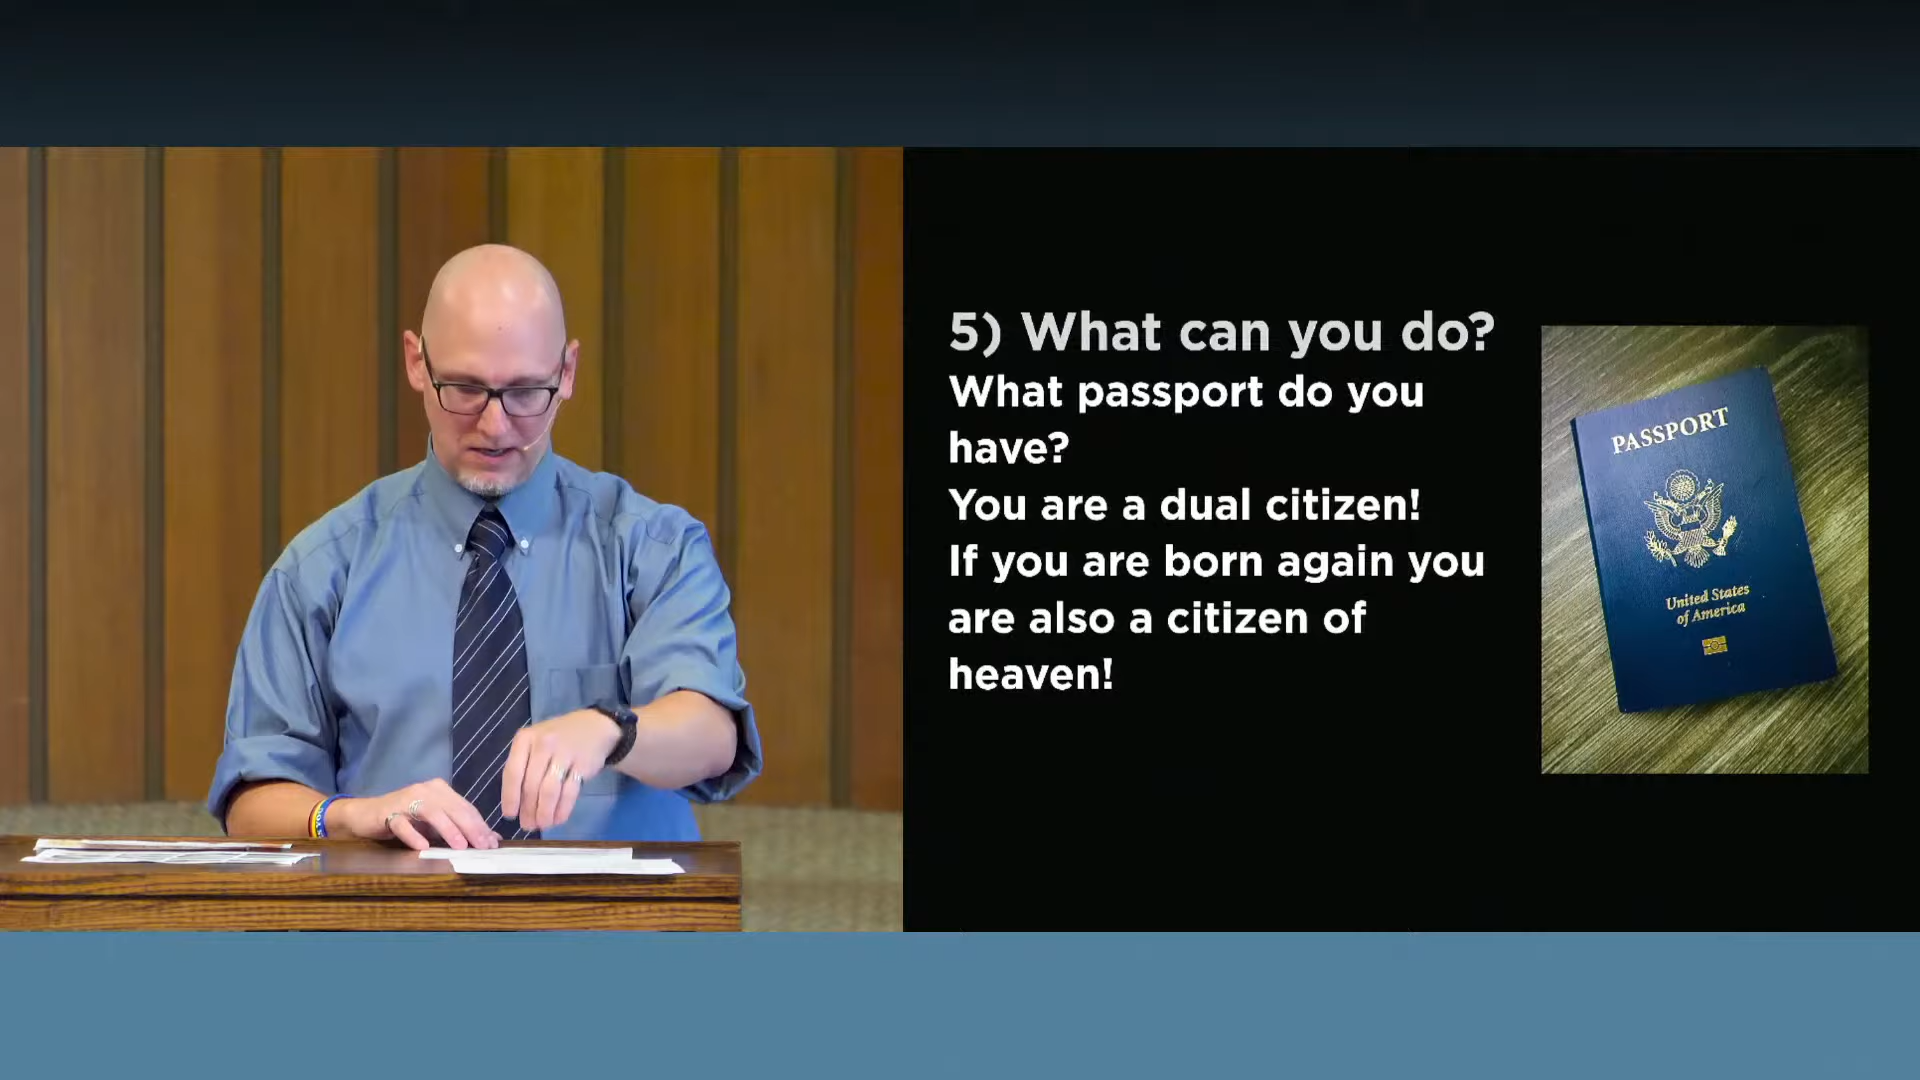 5) What can you do?
What passport do you
have?
You are a dual citizen!
If you are born again you
are also a citizen of
heaven!
PASSPORT
United States
of America